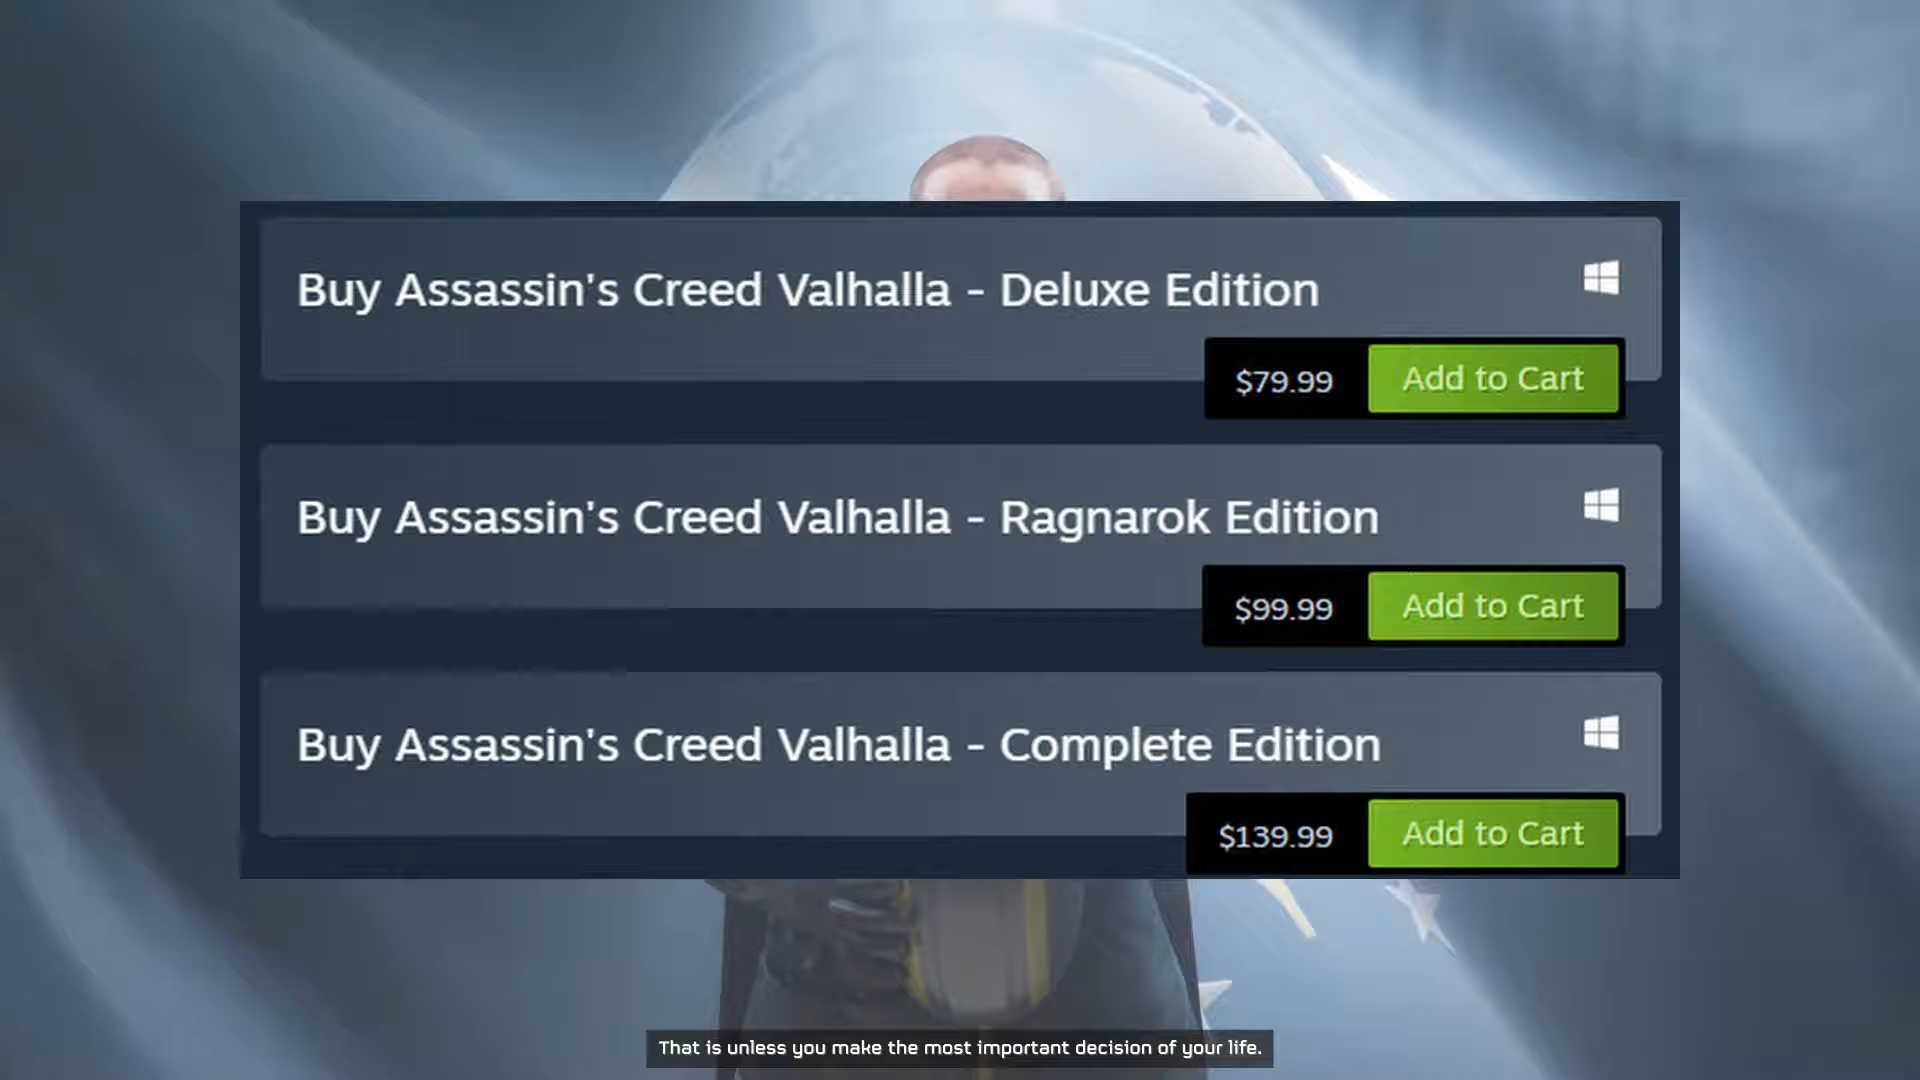 Buy Assassin's Creed Valhalla - Deluxe Edition
$79.99 Add to Cart
Buy Assassin's Creed Valhalla - Ragnarok Edition
$99.99 Add to Cart
Buy Assassin's Creed Valhalla - Complete Edition
$139.99 Add to Cart
That is unless you make the most important decision of your life.